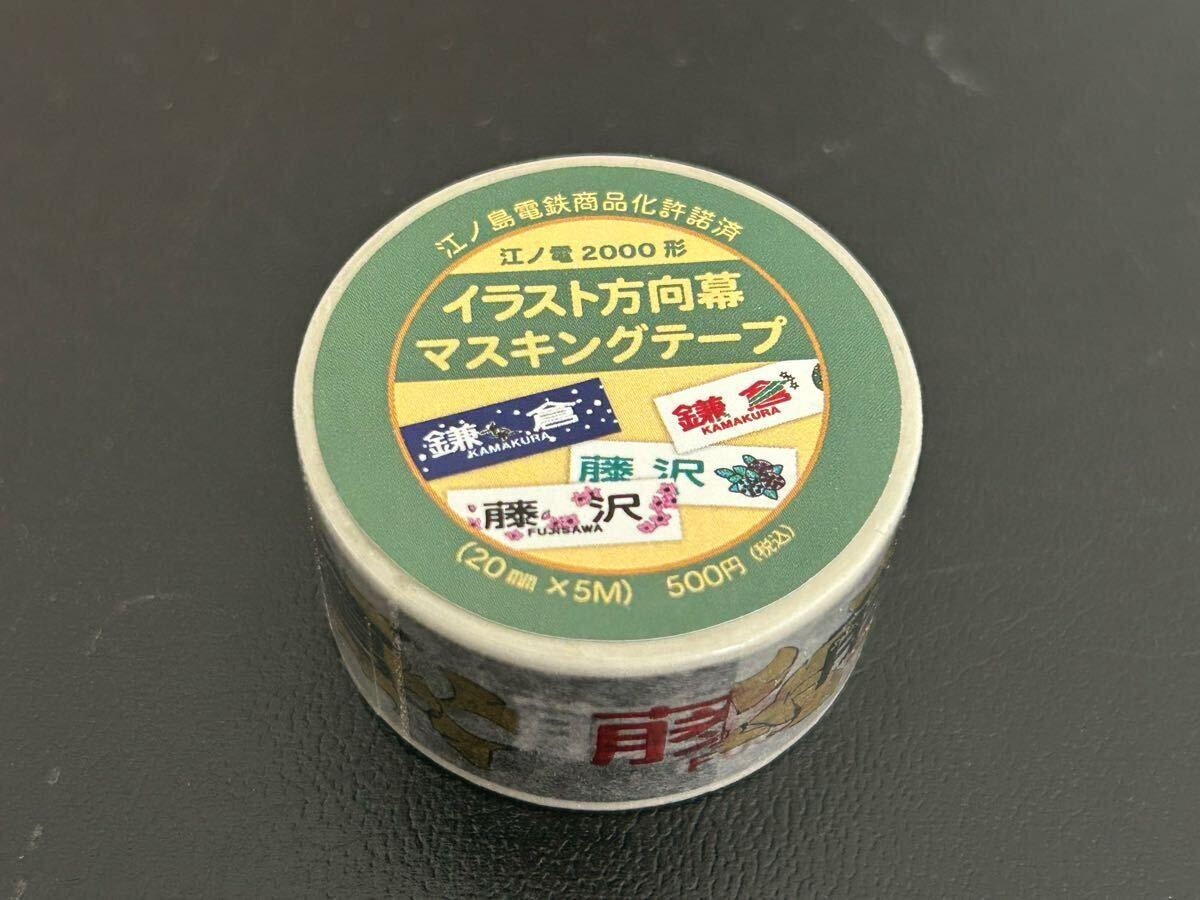 江ノ島電鉄商品化許諾済
江ノ電2000形
イラスト方向幕
マスキングテープ
鎌倉
KAMAKURA
鎌倉
KAMAKURA
藤沢
藤沢
FUJISAWA
(20㎜×5M) 500円(税込)
藤